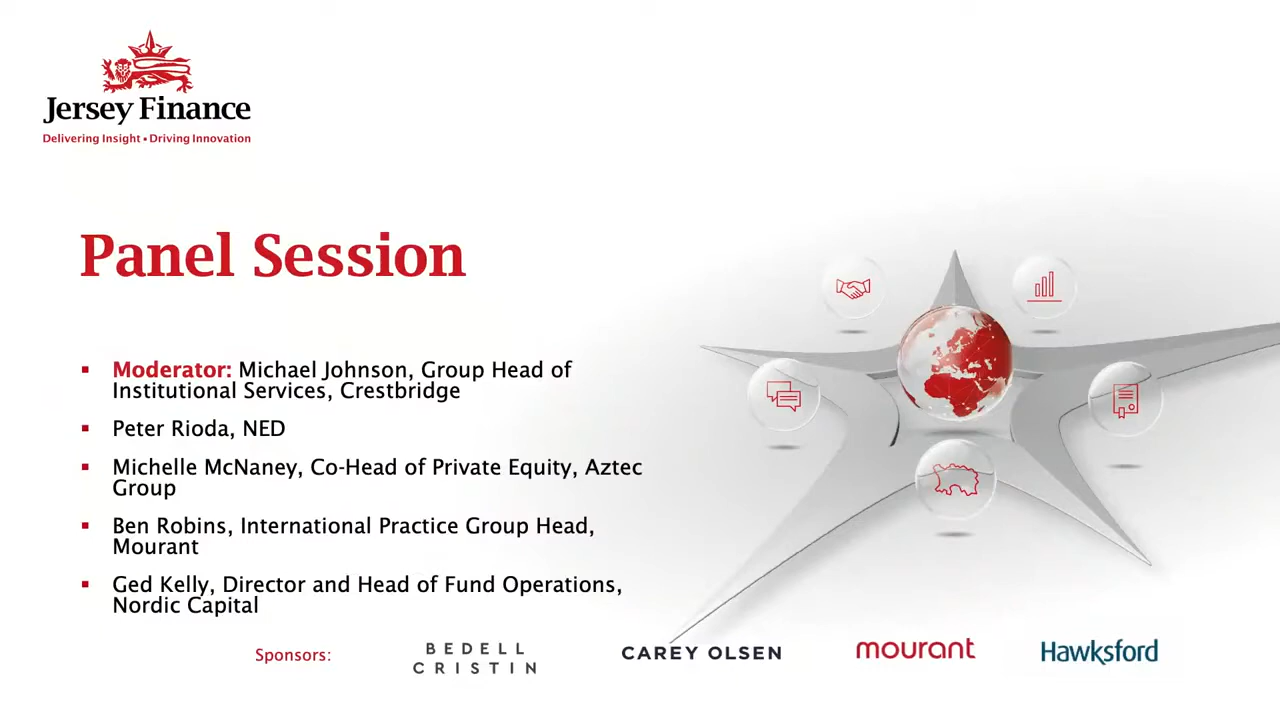 Jersey Finance
Delivering Insight • Driving Innovation
Panel Session
▪ Moderator: Michael Johnson, Group Head of
Institutional Services, Crestbridge
▪ Peter Rioda, NED
▪ Michelle McNaney, Co-Head of Private Equity, Aztec
Group
▪ Ben Robins, International Practice Group Head,
Mourant
▪ Ged Kelly, Director and Head of Fund Operations,
Nordic Capital
Sponsors:
BEDELL
CRISTIN
CAREY OLSEN
mourant
Hawksford